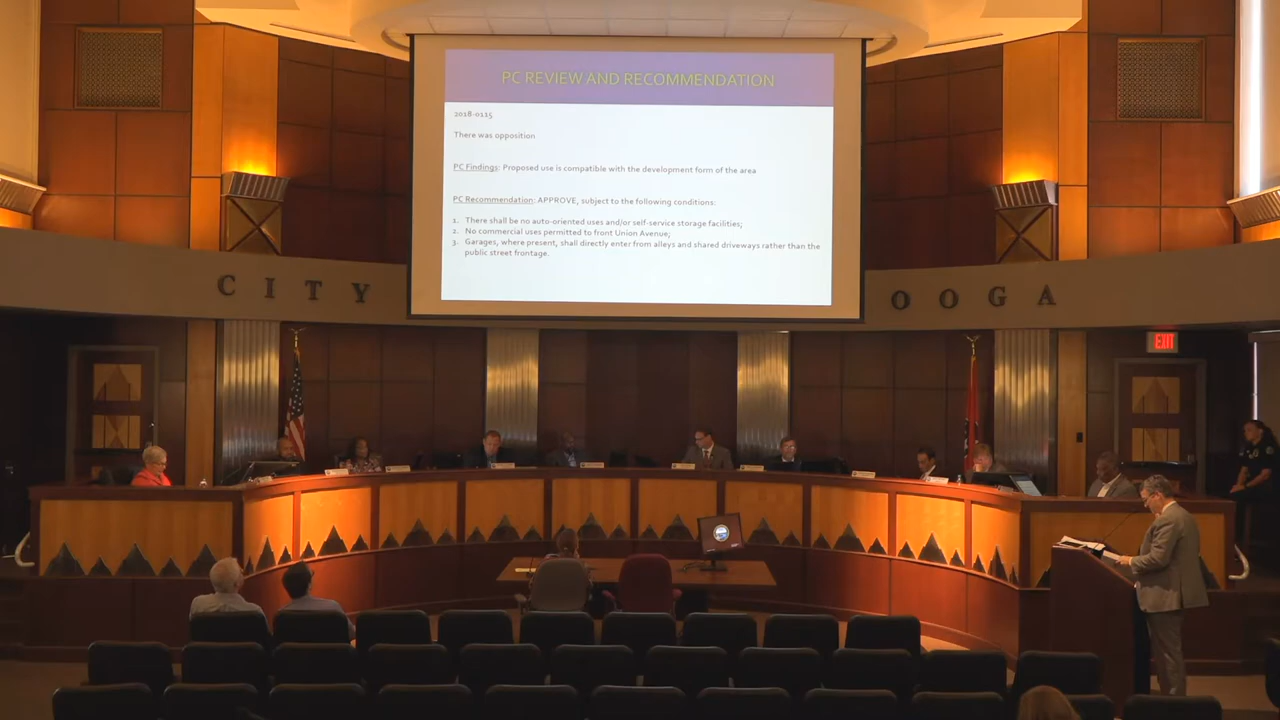 PC REVIEW AND RECOMMENDATION
2018-0115
There was opposition
PC Findings: Proposed use is compatible with the development form of the area
PC Recommendation: APPROVE, subject to the following conditions:
1. There shall be no auto-oriented uses and/or self-service storage facilities;
2. No commercial uses permitted to front Union Avenue;
3. Garages, where present, shall directly enter from alleys and shared driveways rather than the
public street frontage.
CITY
OOGA
EXIT